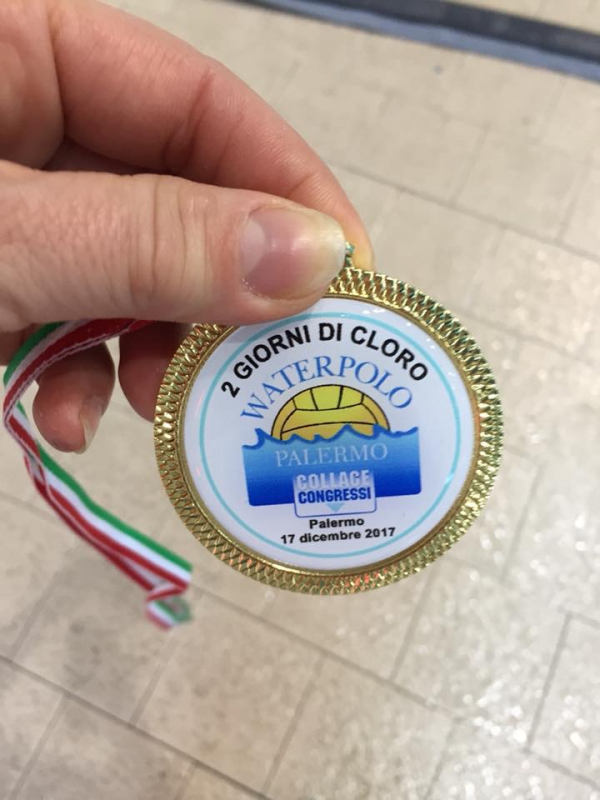 2 GIORNI DI CLORO
WATERPOLO
PALERMO
COLLAGE
CONGRESSI
Palermo
17 dicembre 2017